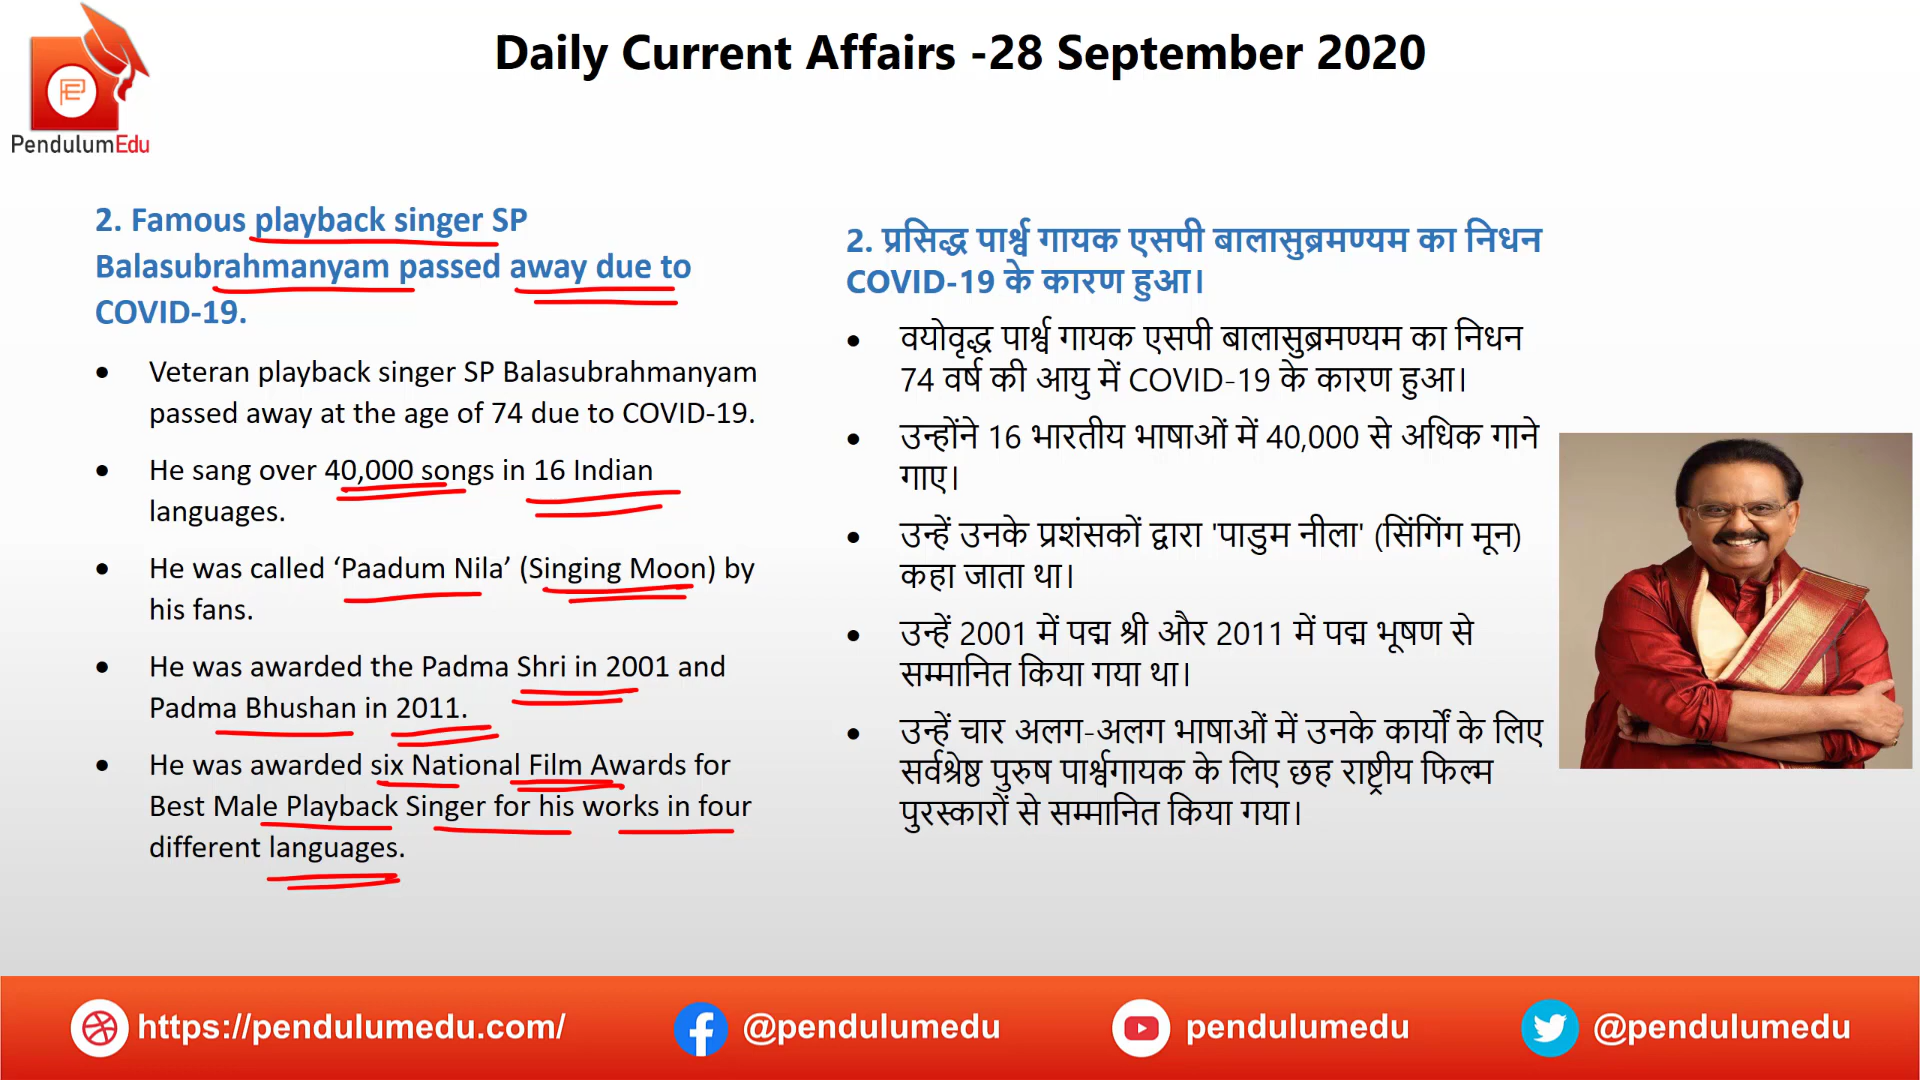 Daily Current Affairs -28 September 2020
PendulumEdu
2. Famous playback singer SP
Balasubrahmanyam passed away due to
COVID-19.
• Veteran playback singer SP Balasubrahmanyam
passed away at the age of 74 due to COVID-19.
• He sang over 40,000 songs in 16 Indian
languages.
• He was called ‘Paadum Nila’ (Singing Moon) by
his fans.
• He was awarded the Padma Shri in 2001 and
Padma Bhushan in 2011.
• He was awarded six National Film Awards for
Best Male Playback Singer for his works in four
different languages.
2. प्रसिद्ध पार्श्व गायक एसपी बालासुब्रमण्यम का निधन
COVID-19 के कारण हुआ।
• वयोवृद्ध पार्श्व गायक एसपी बालासुब्रमण्यम का निधन
74 वर्ष की आयु में COVID-19 के कारण हुआ।
• उन्होंने 16 भारतीय भाषाओं में 40,000 से अधिक गाने
गाए।
• उन्हें उनके प्रशंसकों द्वारा 'पाडुम नीला' (सिंगिंग मून)
कहा जाता था।
• उन्हें 2001 में पद्म श्री और 2011 में पद्म भूषण से
सम्मानित किया गया था।
• उन्हें चार अलग-अलग भाषाओं में उनके कार्यों के लिए
सर्वश्रेष्ठ पुरुष पार्श्वगायक के लिए छह राष्ट्रीय फिल्म
पुरस्कारों से सम्मानित किया गया।
https://pendulumedu.com/
@pendulumedu
pendulumedu
@pendulumedu